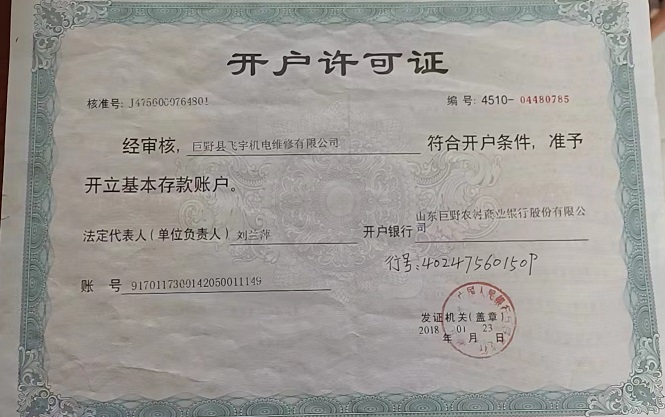 开户许可证
核准号: J4756000764801
编号: 4510- 04480785
经审核, 巨野县飞宇机电维修有限公司 符合开户条件, 准予
开立基本存款账户。
法定代表人(单位负责人) 刘兰萍 开户银行 山东巨野农村商业银行股份有限公
司
行号:402475601509
账 号 9170117309142050011149
发证机关(盖章)
2018 年 01 月 23 日